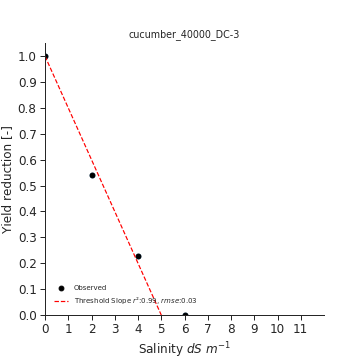 cucumber_40000_DC-3
Yield reduction [-]
1.0
0.9
0.8
0.7
0.6
0.5
0.4
0.3
0.2
0.1
0.0
Observed
Threshold Slope r²:0.99, rmse:0.03
0 1 2 3 4 5 6 7 8 9 10 11
Salinity dS m⁻¹